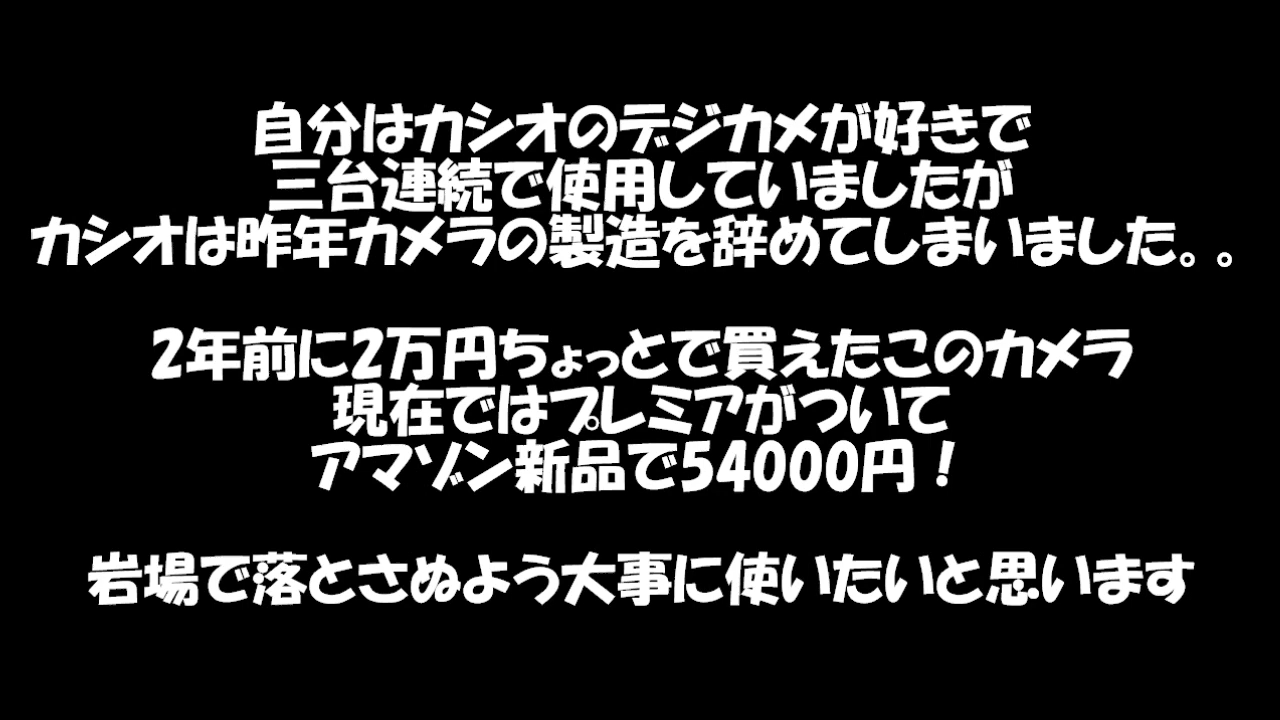 自分はカシオのデジカメが好きで
三台連続で使用していましたが
カシオは昨年カメラの製造を辞めてしまいました。。
2年前に2万円ちょっとで買えたこのカメラ
現在ではプレミアがついて
アマゾン新品で54000円！
岩場で落とさぬよう大事に使いたいと思います